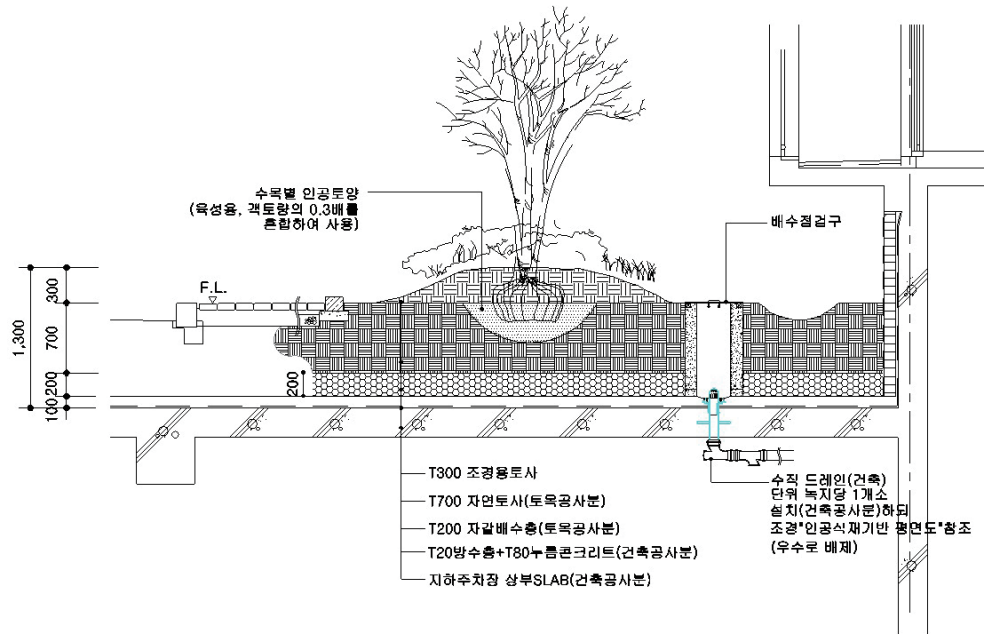 수목별 인공토양
(육성용, 객토량의 0.3배를
혼합하여 사용)
배수점검구
F.L.
300
700
200
100
1,300
200
T300 조경용토사
T700 자연토사(토목공사분)
T200 자갈배수층(토목공사분)
T20방수층+T80누름콘크리트(건축공사분)
지하주차장 상부SLAB(건축공사분)
수직 드레인(건축)
단위 녹지당 1개소
설치(건축공사분)하되
조경"인공식재기반 평면도"참조
(우수로 배제)